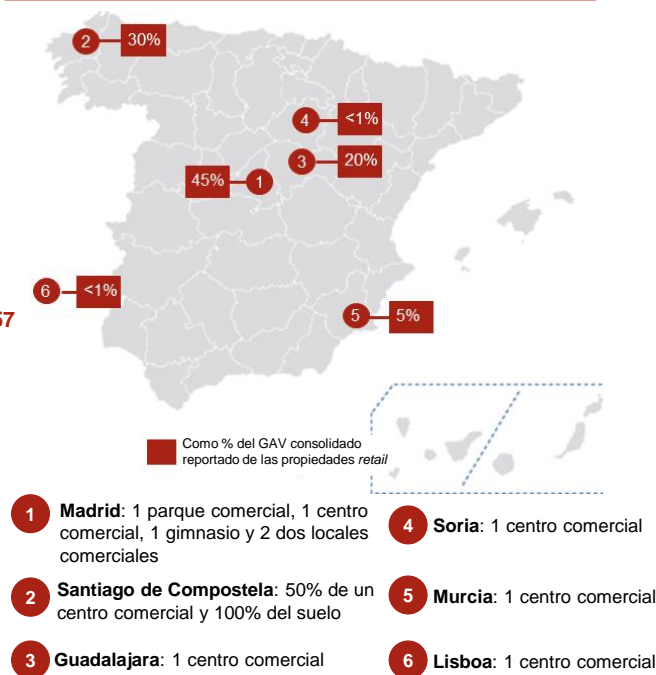 2
30%
4
<1%
3
20%
45%
1
6
<1%
57
5
5%
Como % del GAV consolidado
reportado de las propiedades retail
1
Madrid: 1 parque comercial, 1 centro
comercial, 1 gimnasio y 2 dos locales
comerciales
2
Santiago de Compostela: 50% de un
centro comercial y 100% del suelo
3
Guadalajara: 1 centro comercial
4
Soria: 1 centro comercial
5
Murcia: 1 centro comercial
6
Lisboa: 1 centro comercial